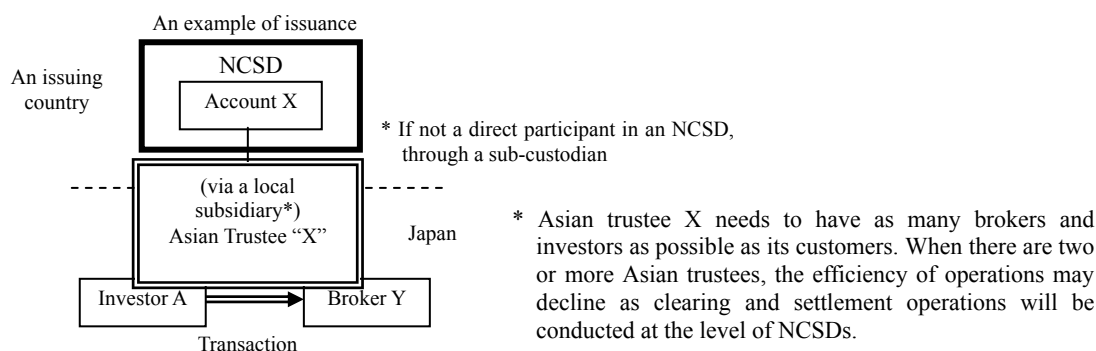 An example of issuance
NCSD
An issuing
country
Account X
* If not a direct participant in an NCSD,
through a sub-custodian
(via a local
subsidiary*)
Asian Trustee “X”
Japan
* Asian trustee X needs to have as many brokers and
investors as possible as its customers. When there are two
or more Asian trustees, the efficiency of operations may
decline as clearing and settlement operations will be
conducted at the level of NCSDs.
Investor A
Broker Y
Transaction